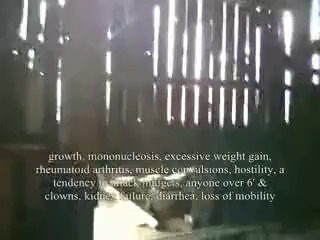 growth, mononucleosis, excessive weight gain,
rheumatoid arthritis, muscle convulsions, hostility, a
tendency to attack midgets, anyone over 6' &
clowns, kidney failure, diarrhea, loss of mobility